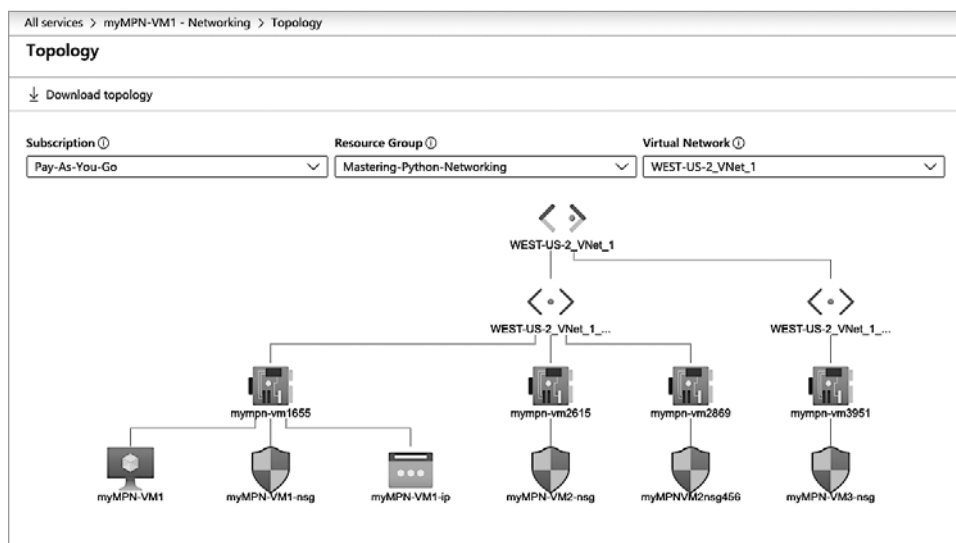 All services > myMPN-VM1 - Networking > Topology
Topology
Download topology
Subscription Resource Group Virtual Network
Pay-As-You-Go Mastering-Python-Networking WEST-US-2_VNet_1
WEST-US-2_VNet_1
WEST-US-2_VNet_1_... WEST-US-2_VNet_1_...
mympn-vm1655 mympn-vm2615 mympn-vm2869 mympn-vm3951
myMPN-VM1 myMPN-VM1-nsg myMPN-VM1-ip myMPN-VM2-nsg myMPNVM2nsg456 myMPN-VM3-nsg